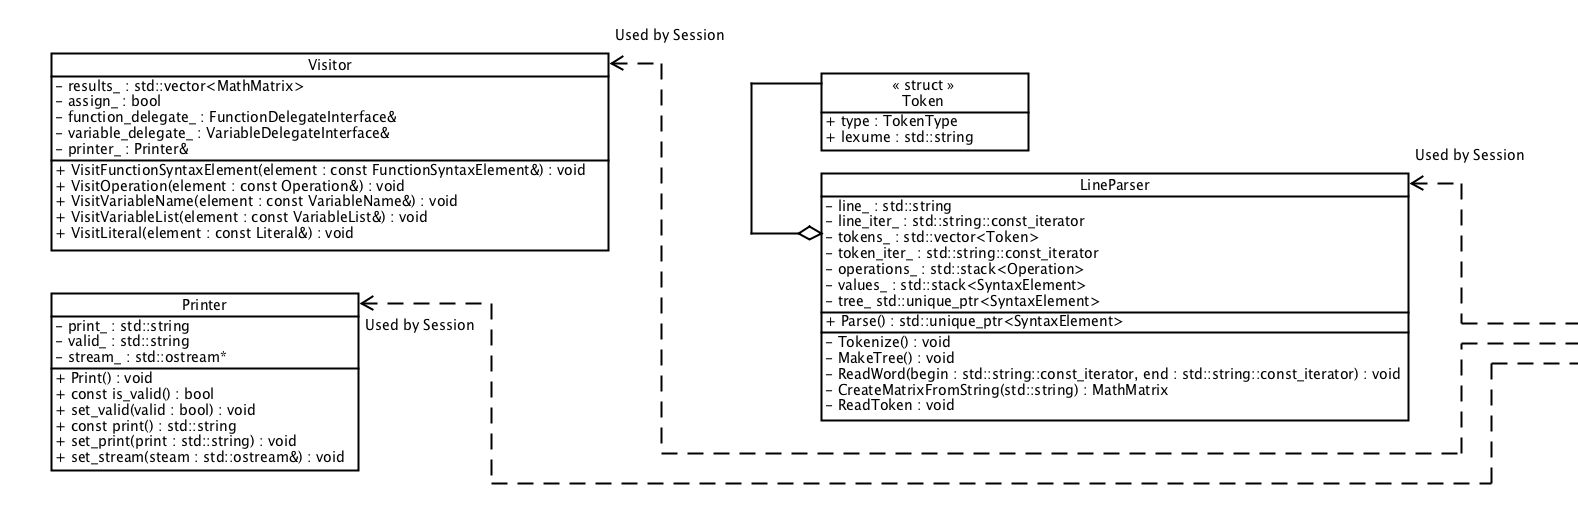 Used by Session
Visitor
– results_ : std::vector<MathMatrix>
– assign_ : bool
– function_delegate_ : FunctionDelegateInterface&
– variable_delegate_ : VariableDelegateInterface&
– printer_ : Printer&
+ VisitFunctionSyntaxElement(element : const FunctionSyntaxElement&) : void
+ VisitOperation(element : const Operation&) : void
+ VisitVariableName(element : const VariableName&) : void
+ VisitVariableList(element : const VariableList&) : void
+ VisitLiteral(element : const Literal&) : void
« struct »
Token
+ type : TokenType
+ lexume : std::string
Used by Session
LineParser
– line_ : std::string
– line_iter_ : std::string::const_iterator
– tokens_ : std::vector<Token>
– token_iter_ : std::string::const_iterator
– operations_ : std::stack<Operation>
– values_ : std::stack<SyntaxElement>
– tree_ std::unique_ptr<SyntaxElement>
+ Parse() : std::unique_ptr<SyntaxElement>
– Tokenize() : void
– MakeTree() : void
– ReadWord(begin : std::string::const_iterator, end : std::string::const_iterator) : void
– CreateMatrixFromString(std::string) : MathMatrix
– ReadToken : void
Printer
Used by Session
– print_ : std::string
– valid_ : std::string
– stream_ : std::ostream*
+ Print() : void
+ const is_valid() : bool
+ set_valid(valid : bool) : void
+ const print() : std::string
+ set_print(print : std::string) : void
+ set_stream(steam : std::ostream&) : void